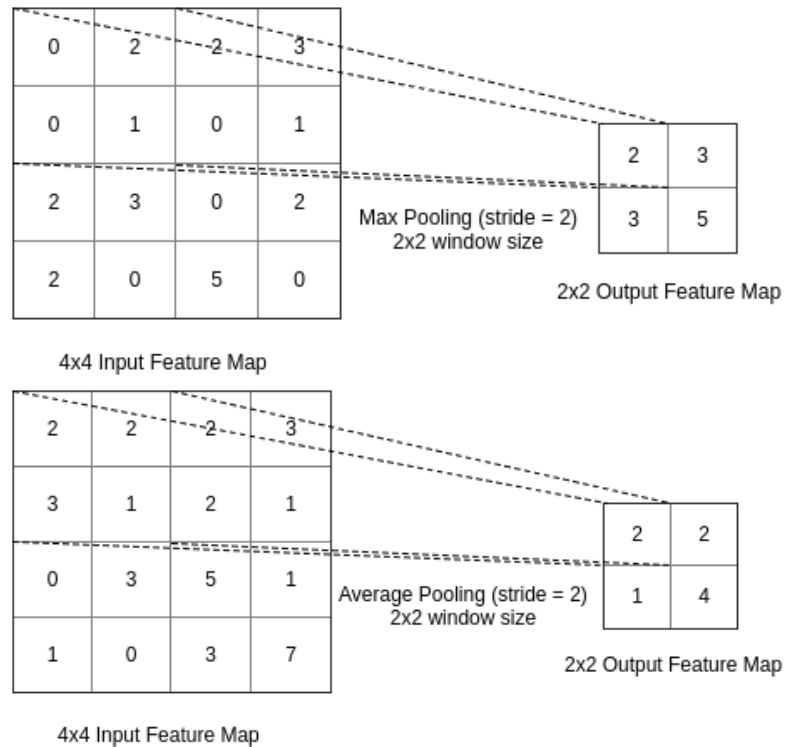 0 2 2 3
0 1 0 1
2 3 0 2
2 0 5 0
2 3
3 5
Max Pooling (stride = 2)
2x2 window size
2x2 Output Feature Map
4x4 Input Feature Map
2 2 2 3
3 1 2 1
0 3 5 1
1 0 3 7
2 2
1 4
Average Pooling (stride = 2)
2x2 window size
2x2 Output Feature Map
4x4 Input Feature Map